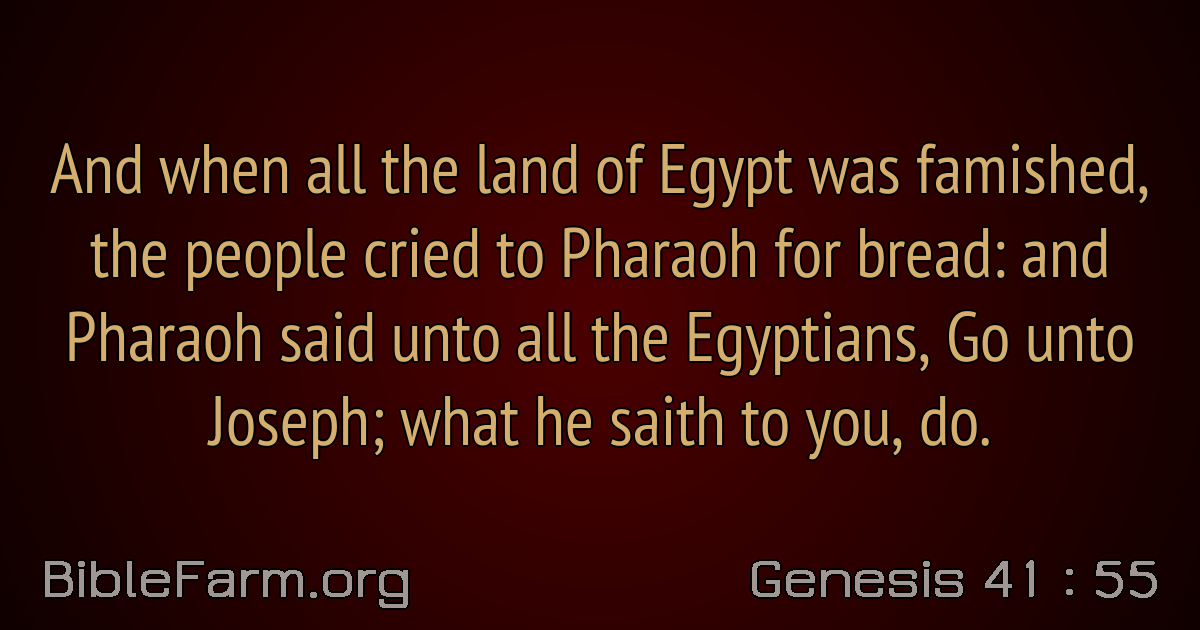 And when all the land of Egypt was famished,
the people cried to Pharaoh for bread: and
Pharaoh said unto all the Egyptians, Go unto
Joseph; what he saith to you, do.
BibleFarm.org
Genesis 41 : 55